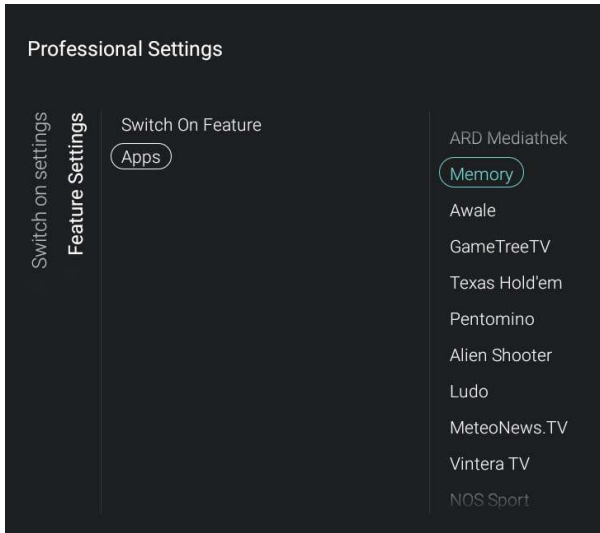 Professional Settings
Switch on settings
Feature Settings
Switch On Feature
Apps
ARD Mediathek
Memory
Awale
GameTreeTV
Texas Hold'em
Pentomino
Alien Shooter
Ludo
MeteoNews.TV
Vintera TV
NOS Sport